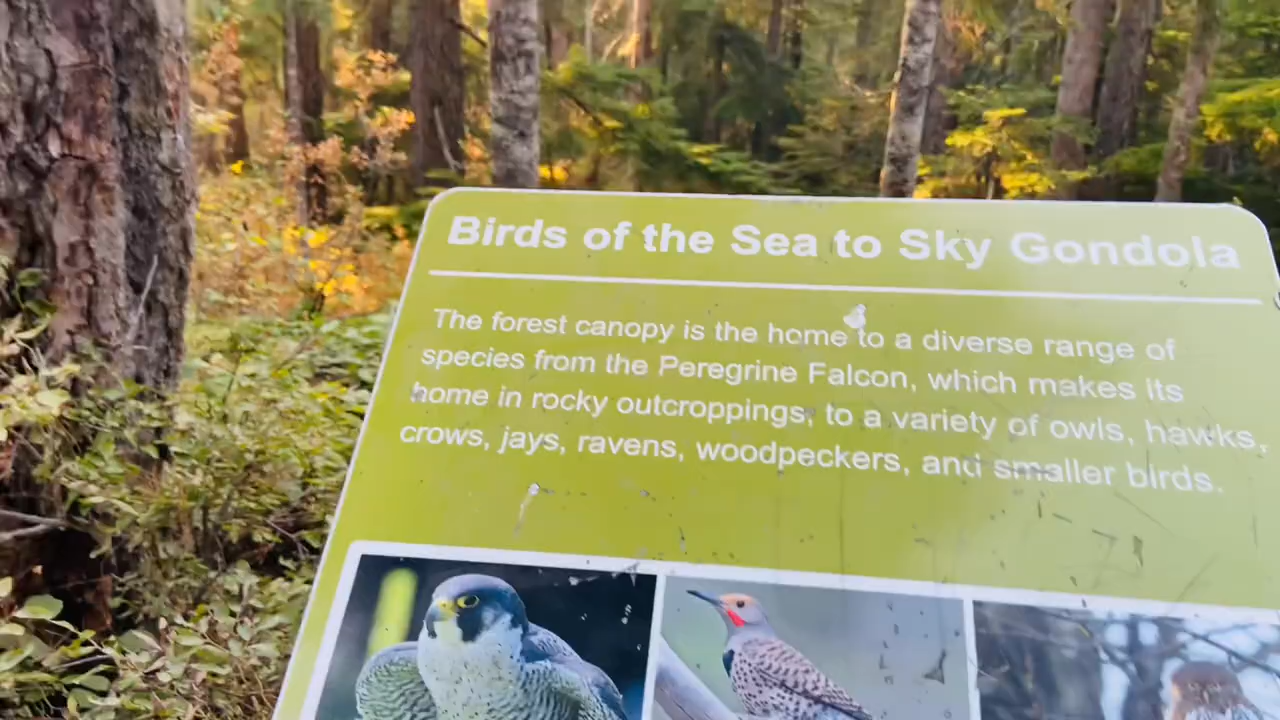 Birds of the Sea to Sky Gondola
The forest canopy is the home to a diverse range of
species from the Peregrine Falcon, which makes its
home in rocky outcroppings, to a variety of owls, hawks,
crows, jays, ravens, woodpeckers, and smaller birds.